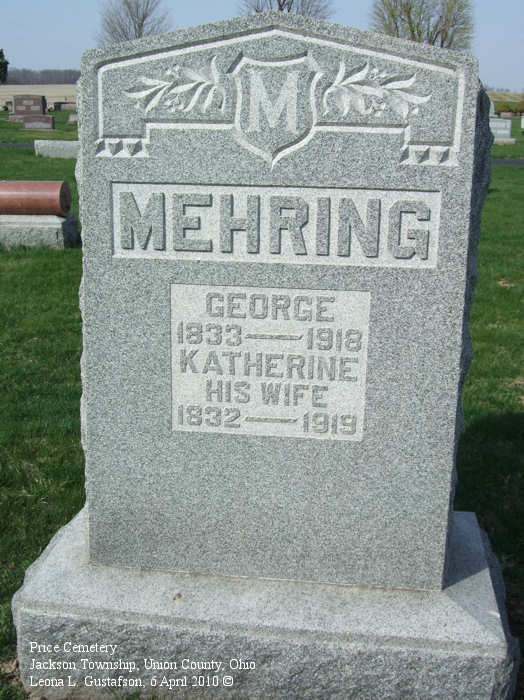 M
MEHRING
GEORGE
1833—1918
KATHERINE
HIS WIFE
1832—1919
Price Cemetery
Jackson Township, Union County, Ohio
Leona L. Gustafson, 6 April 2010 ©